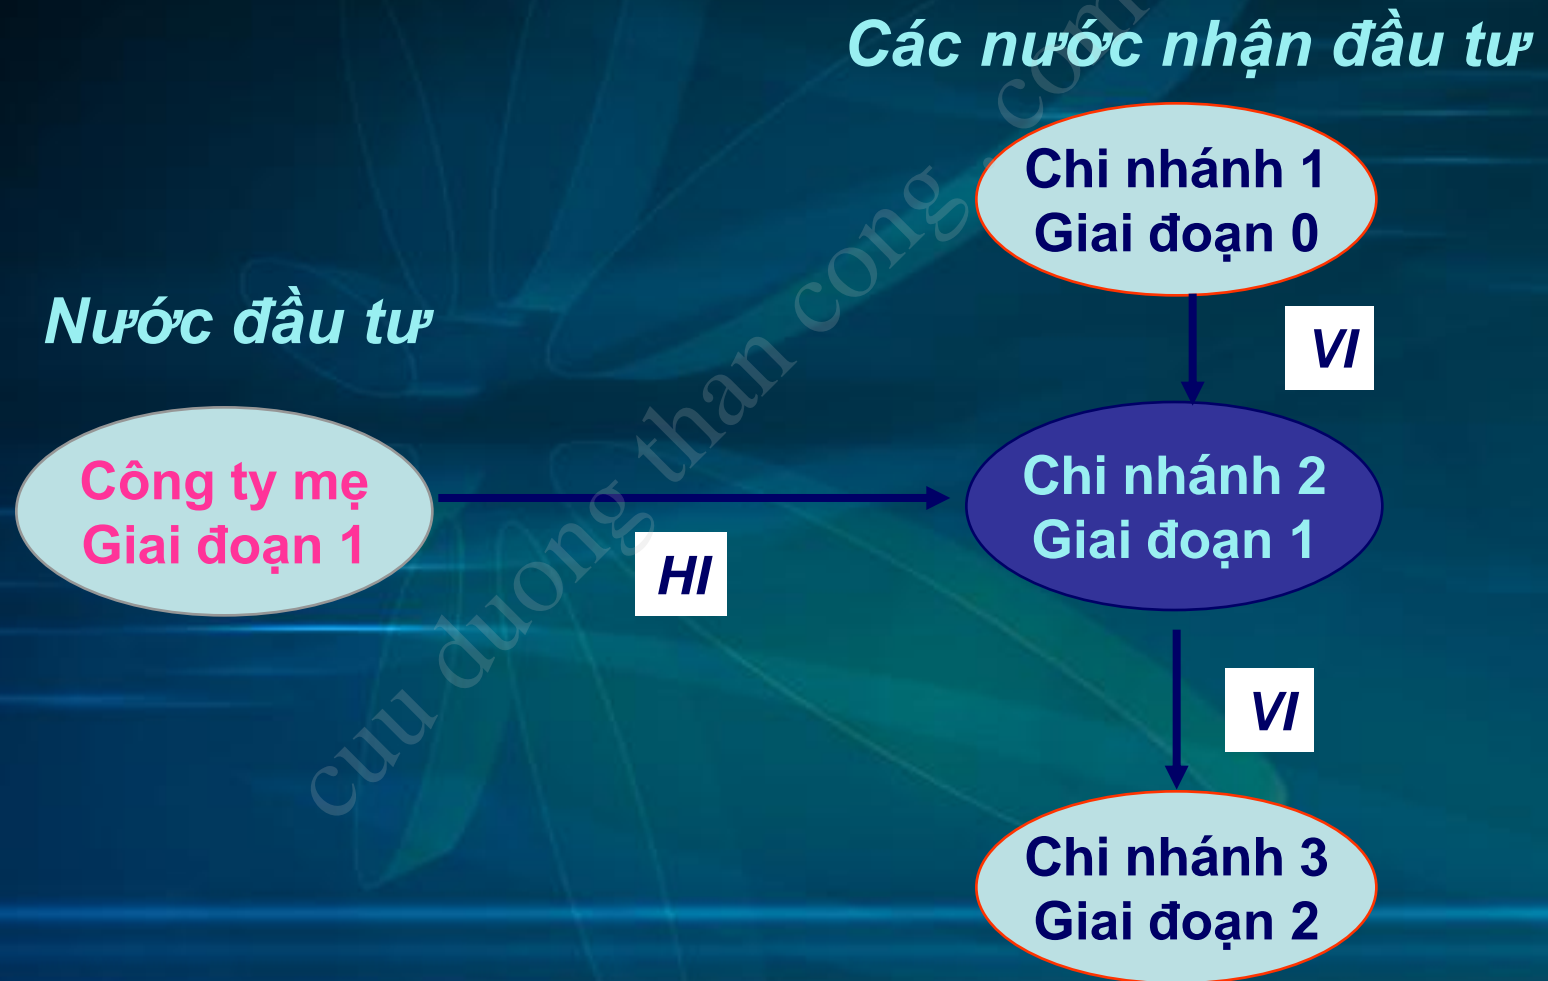 Các nước nhận đầu tư
Chi nhánh 1
Giai đoạn 0
Nước đầu tư
VI
Công ty mẹ
Giai đoạn 1
Chi nhánh 2
Giai đoạn 1
HI
VI
Chi nhánh 3
Giai đoạn 2
cuu duong than cong . com